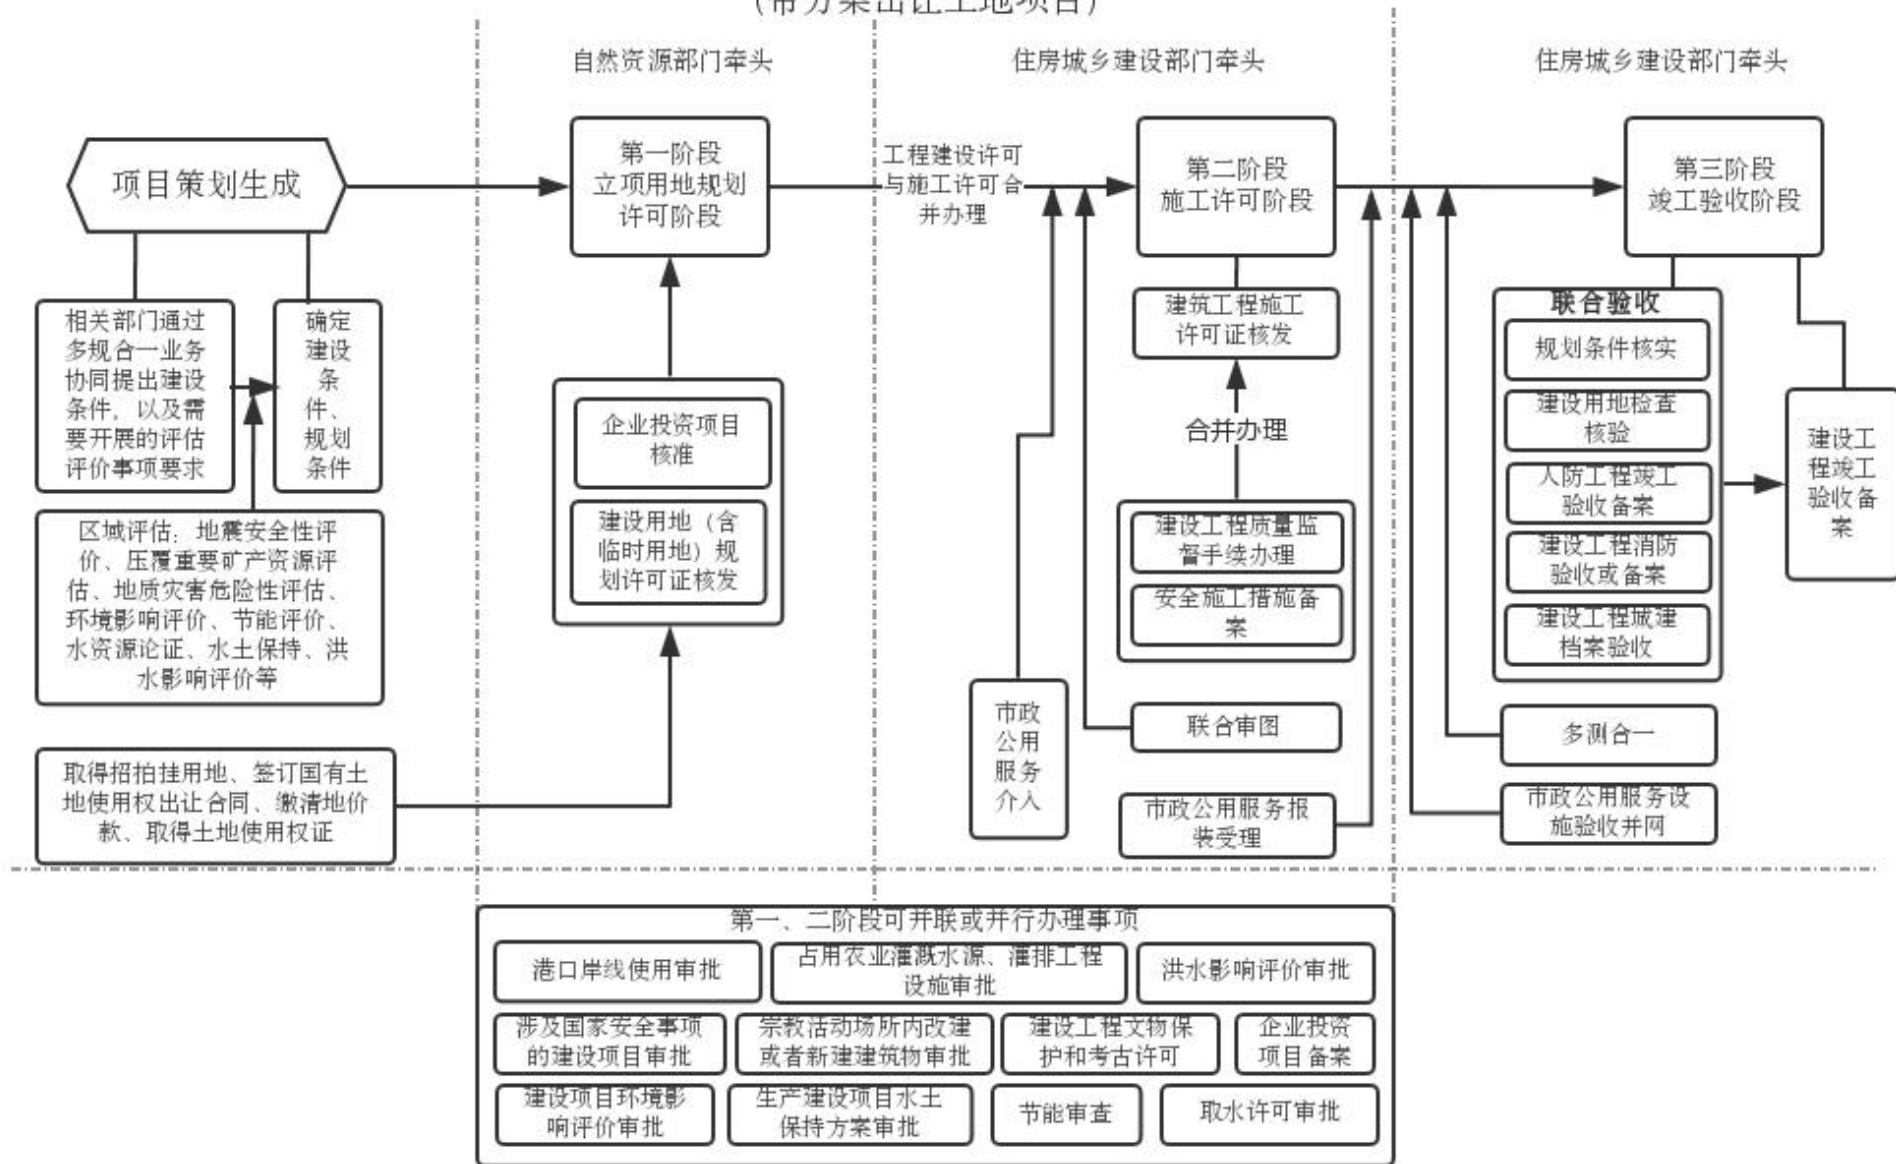 (带方案出让土地项目)
自然资源部门牵头
住房城乡建设部门牵头
住房城乡建设部门牵头
项目策划生成
第一阶段
立项用地规划
许可阶段
工程建设许可
与施工许可合
并办理
第二阶段
施工许可阶段
第三阶段
竣工验收阶段
相关部门通过
多规合一业务
协同提出建设
条件，以及需
要开展的评估
评价事项要求
确定
建设
条
件、
规划
条件
区域评估：地震安全性评
价、压覆重要矿产资源评
估、地质灾害危险性评估、
环境影响评价、节能评价、
水资源论证、水土保持、洪
水影响评价等
取得招拍挂用地、签订国有土
地使用权出让合同、缴清地价
款、取得土地使用权证
企业投资项目
核准
建设用地（含
临时用地）规
划许可证核发
建筑工程施工
许可证核发
合并办理
建设工程质量监
督手续办理
安全施工措施备
案
市政
公用
服务
介入
联合审图
市政公用服务报
装受理
联合验收
规划条件核实
建设用地检查
核验
人防工程竣工
验收备案
建设工程消防
验收或备案
建设工程城建
档案验收
建设工
程竣工
验收备
案
多测合一
市政公用服务设
施验收并网
第一、二阶段可并联或并行办理事项
港口岸线使用审批
占用农业灌溉水源、灌排工程
设施审批
洪水影响评价审批
涉及国家安全事项
的建设项目审批
宗教活动场所内改建
或者新建建筑物审批
建设工程文物保
护和考古许可
企业投资
项目备案
建设项目环境影
响评价审批
生产建设项目水土
保持方案审批
节能审查
取水许可审批